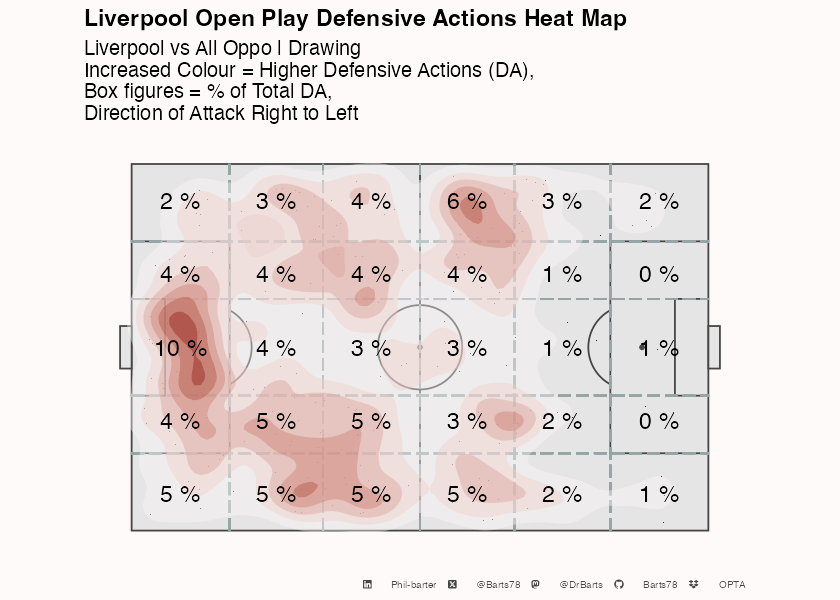 Liverpool Open Play Defensive Actions Heat Map
Liverpool vs All Oppo I Drawing
Increased Colour = Higher Defensive Actions (DA),
Box figures = % of Total DA,
Direction of Attack Right to Left
2 % 3 % 4 % 6 % 3 % 2 %
4 % 4 % 4 % 4 % 1 % 0 %
10 % 4 % 3 % 3 % 1 % 1 %
4 % 5 % 5 % 3 % 2 % 0 %
5 % 5 % 5 % 5 % 2 % 1 %
Phil-barter @Barts78 @DrBarts Barts78 OPTA